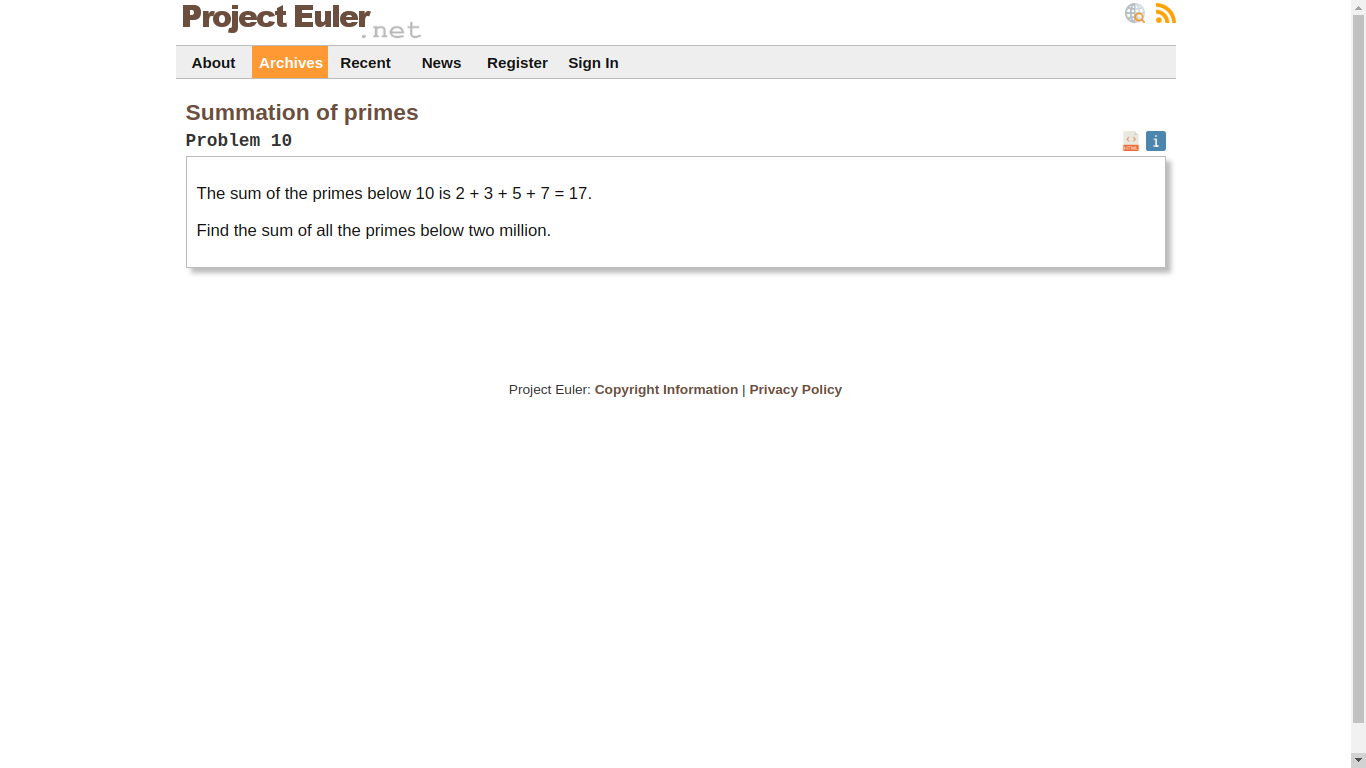 Project Euler.net
About Archives Recent News Register Sign In
Summation of primes
Problem 10
HTML i
The sum of the primes below 10 is 2 + 3 + 5 + 7 = 17.
Find the sum of all the primes below two million.
Project Euler: Copyright Information | Privacy Policy